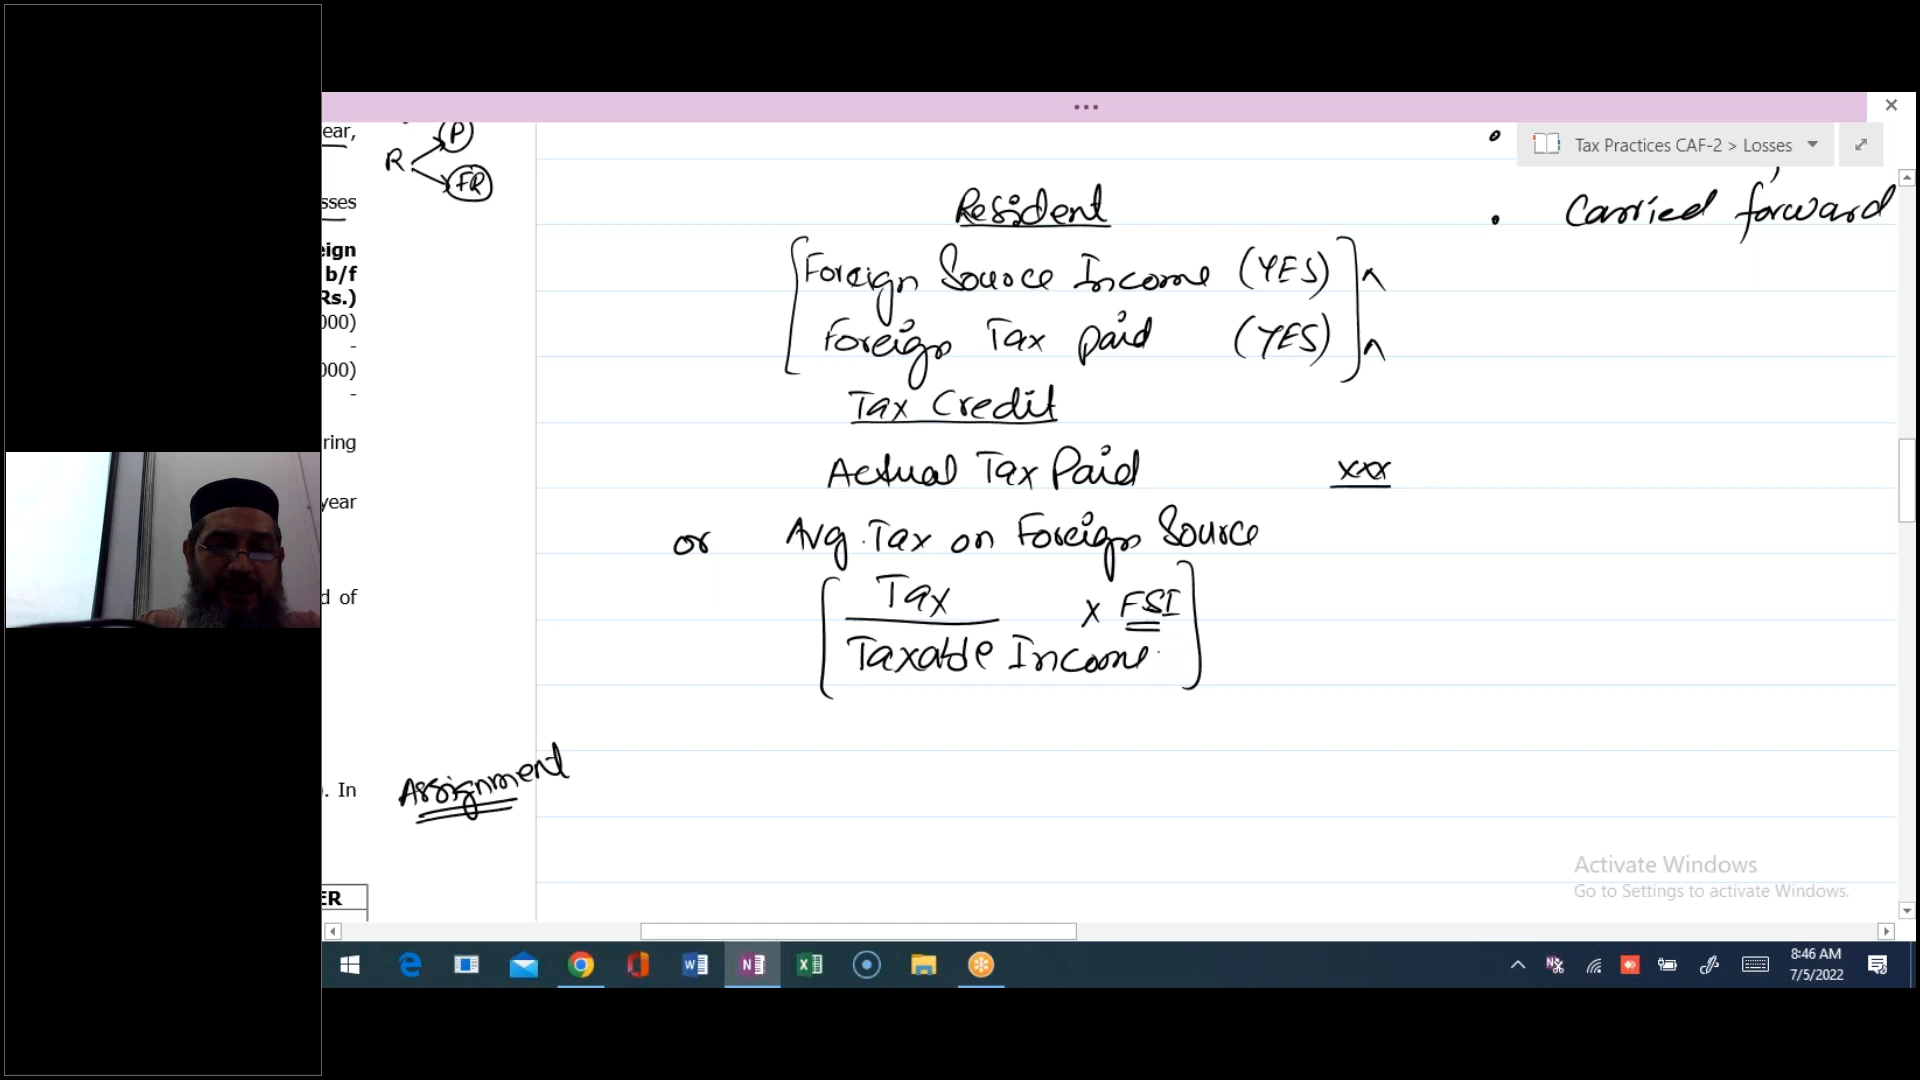 ear,
R P
FR
sses
eign
b/f
Rs.)
000)
-
000)
-
ring
year
d of
. In
Assignment
ER
Tax Practices CAF-2 > Losses
Resident
• Carried forward
Foreign Source Income (YES)
Foreign Tax paid (YES)
Tax Credit
Actual Tax Paid xxx
or Avg. Tax on Foreign Source
Tax x FSI
Taxable Income
Activate Windows
Go to Settings to activate Windows.
8:46 AM
7/5/2022